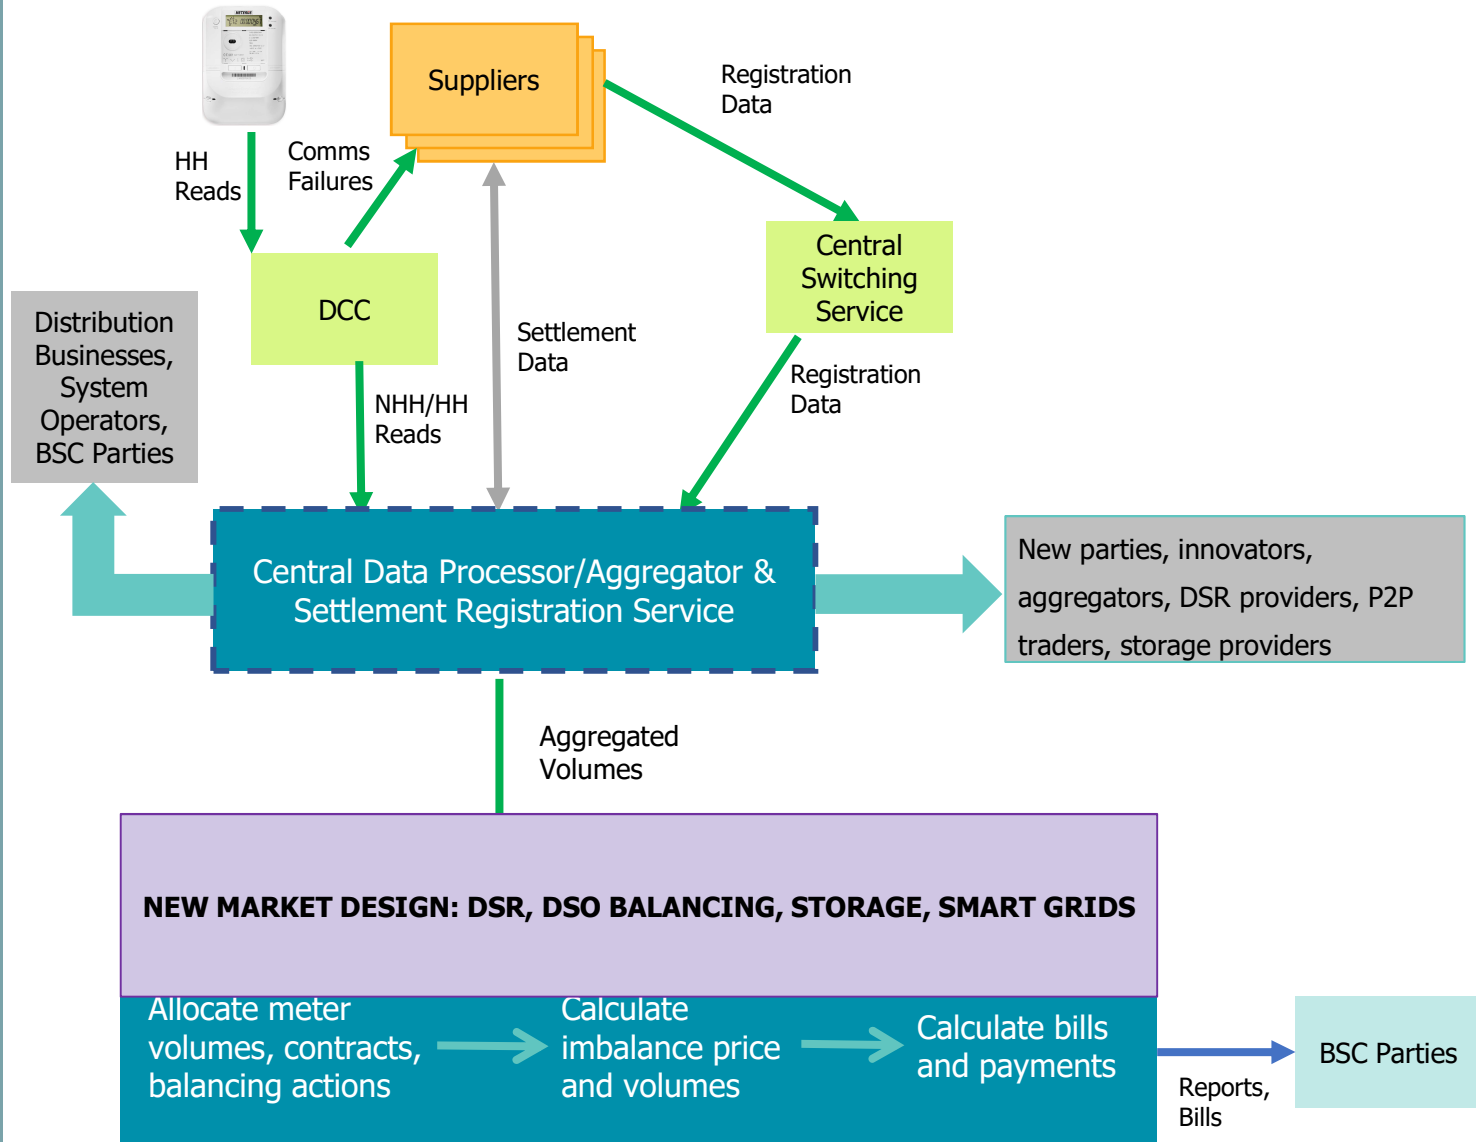 Suppliers
Registration
Data
HH
Reads
Comms
Failures
Central
Switching
Service
DCC
Distribution
Businesses,
System
Operators,
BSC Parties
Settlement
Data
Registration
Data
NHH/HH
Reads
Central Data Processor/Aggregator &
Settlement Registration Service
New parties, innovators,
aggregators, DSR providers, P2P
traders, storage providers
Aggregated
Volumes
NEW MARKET DESIGN: DSR, DSO BALANCING, STORAGE, SMART GRIDS
Allocate meter
volumes, contracts,
balancing actions
Calculate
imbalance price
and volumes
Calculate bills
and payments
BSC Parties
Reports,
Bills